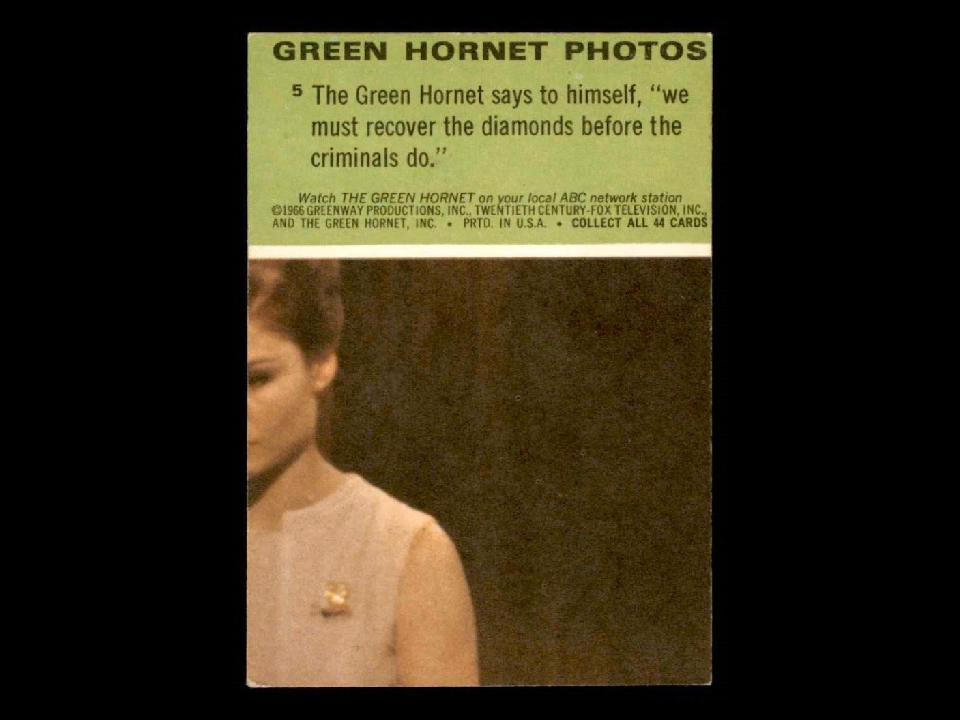 GREEN HORNET PHOTOS
5 The Green Hornet says to himself, “we
must recover the diamonds before the
criminals do.”
Watch THE GREEN HORNET on your local ABC network station
©1966 GREENWAY PRODUCTIONS, INC., TWENTIETH CENTURY-FOX TELEVISION, INC.,
AND THE GREEN HORNET, INC. • PRTD. IN U.S.A. • COLLECT ALL 44 CARDS